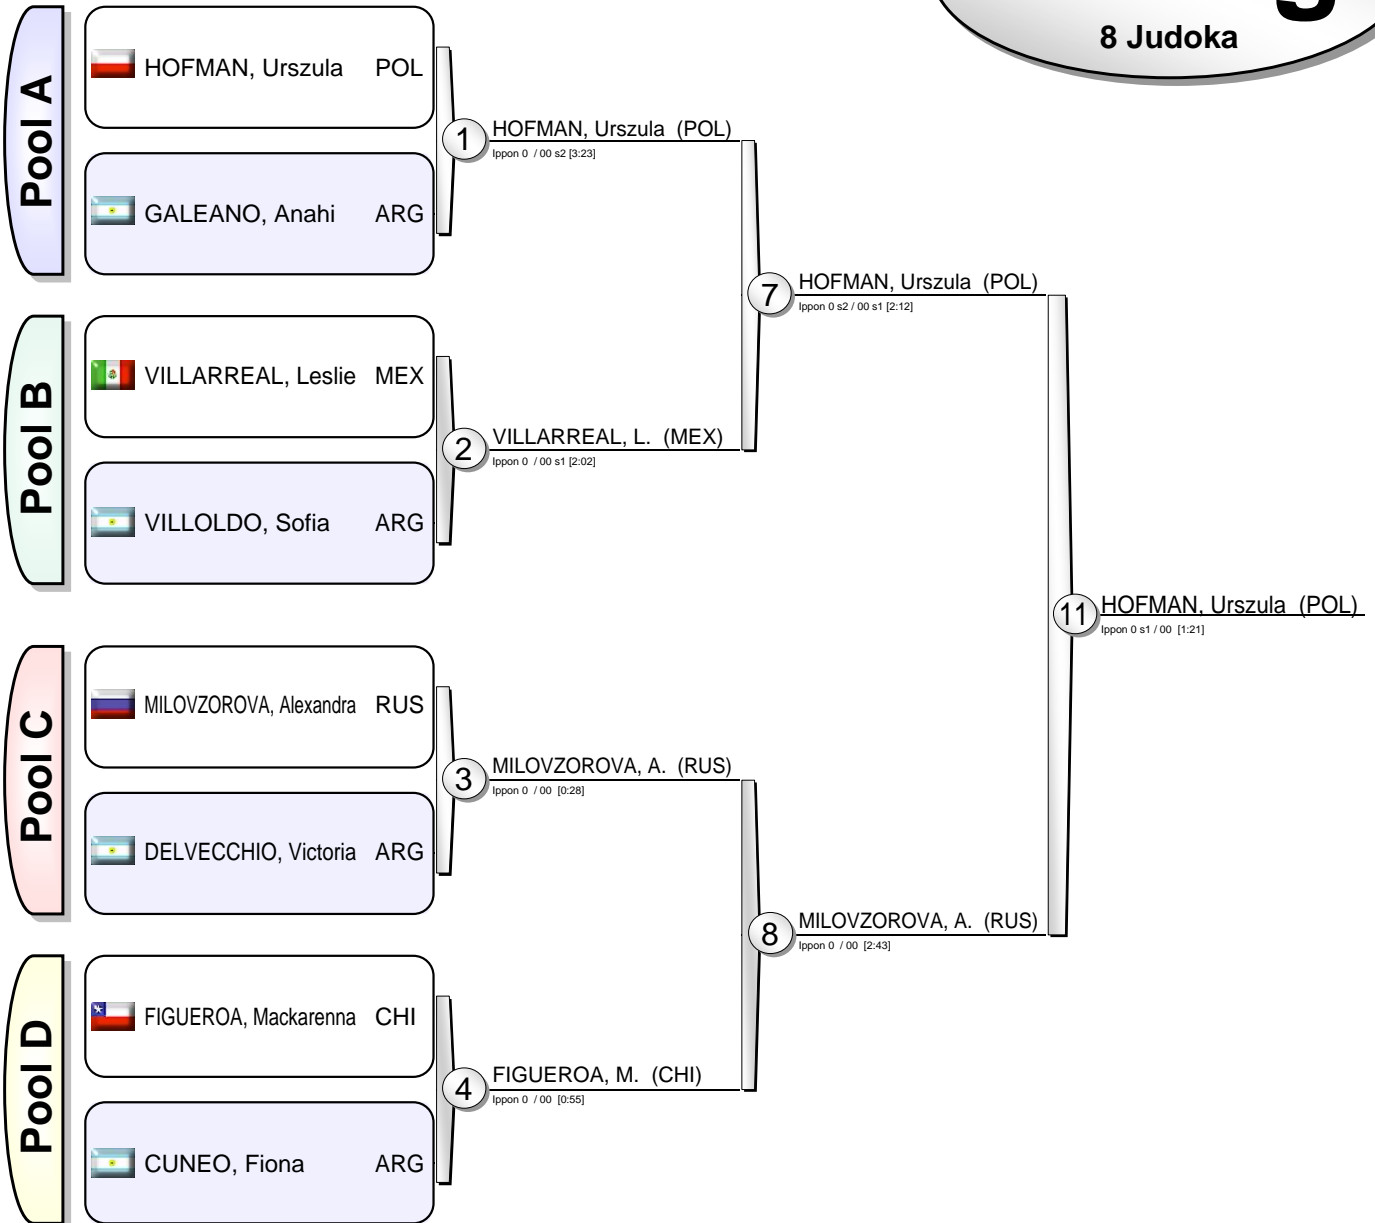 8 Judoka
Pool A
HOFMAN, Urszula POL
GALEANO, Anahi ARG
1 HOFMAN, Urszula (POL)
Ippon 0 / 00 s2 [3:23]
Pool B
VILLARREAL, Leslie MEX
VILLOLDO, Sofia ARG
2 VILLARREAL, L. (MEX)
Ippon 0 / 00 s1 [2:02]
7 HOFMAN, Urszula (POL)
Ippon 0 s2 / 00 s1 [2:12]
Pool C
MILOVZOROVA, Alexandra RUS
DELVECCHIO, Victoria ARG
3 MILOVZOROVA, A. (RUS)
Ippon 0 / 00 [0:28]
Pool D
FIGUEROA, Mackarenna CHI
CUNEO, Fiona ARG
4 FIGUEROA, M. (CHI)
Ippon 0 / 00 [0:55]
8 MILOVZOROVA, A. (RUS)
Ippon 0 / 00 [2:43]
11 HOFMAN, Urszula (POL)
Ippon 0 s1 / 00 [1:21]